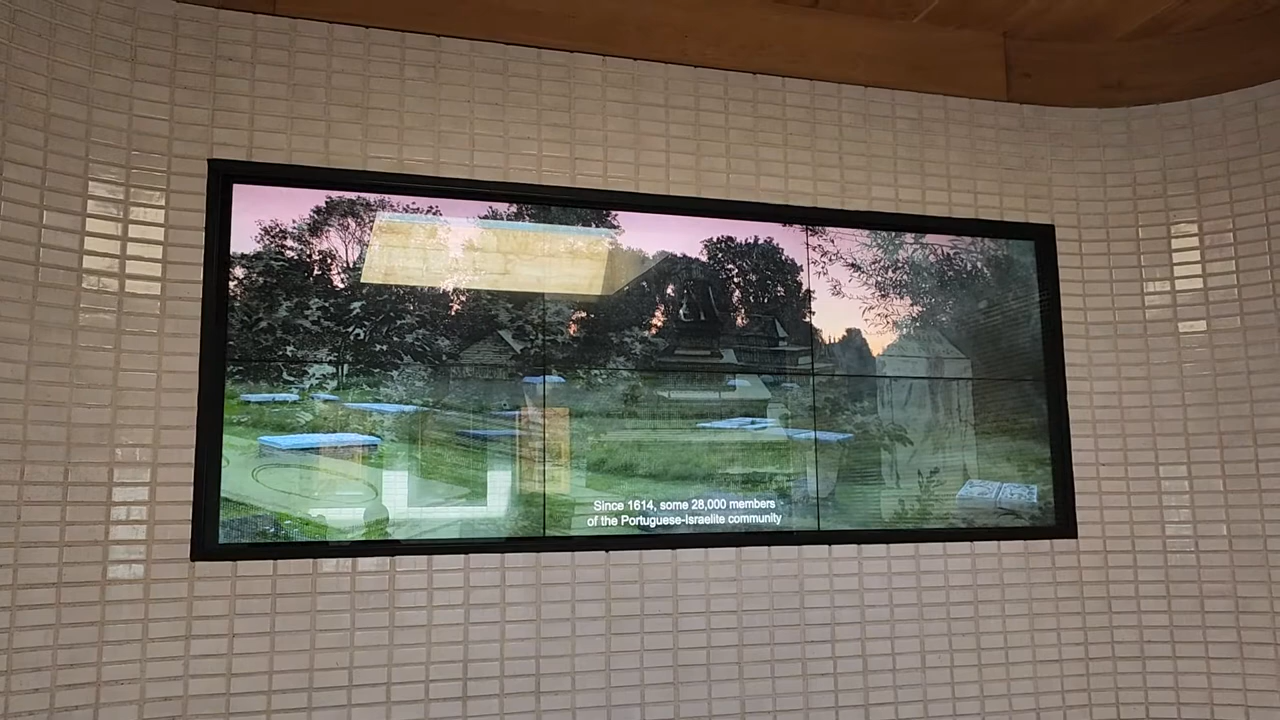 Since 1614, some 28,000 members
of the Portuguese-Israelite community